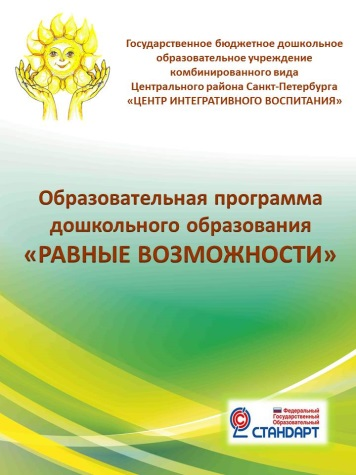 Государственное бюджетное дошкольное
образовательное учреждение
комбинированного вида
Центрального района Санкт-Петербурга
«ЦЕНТР ИНТЕГРАТИВНОГО ВОСПИТАНИЯ»
Образовательная программа
дошкольного образования
«РАВНЫЕ ВОЗМОЖНОСТИ»
Федеральный
Государственный
Образовательный
СТАНДАРТ